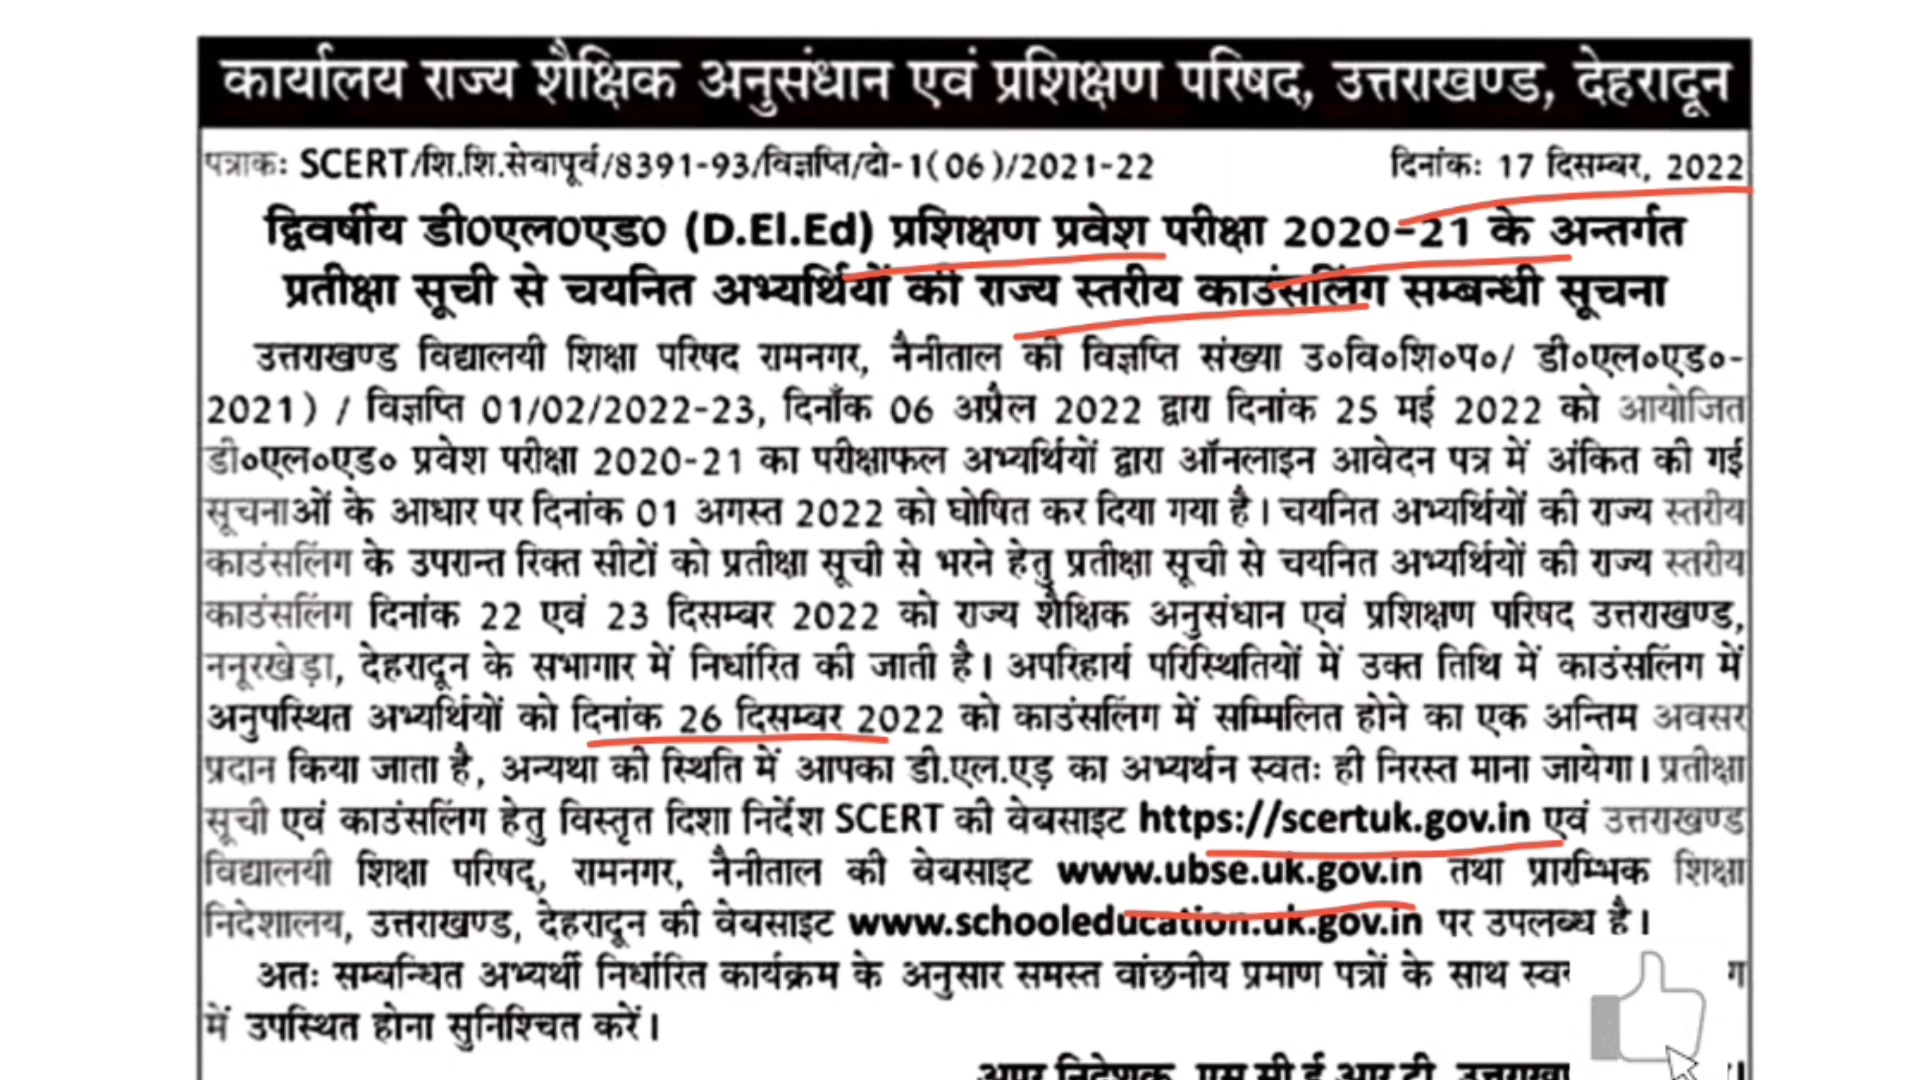 कार्यालय राज्य शैक्षिक अनुसंधान एवं प्रशिक्षण परिषद, उत्तराखण्ड, देहरादून
पत्राकः SCERT/शि.शि.सेवापूर्व/8391-93/विज्ञप्ति/दो-1(06)/2021-22 दिनांकः 17 दिसम्बर, 2022
द्विवर्षीय डी0एल0एड0 (D.El.Ed) प्रशिक्षण प्रवेश परीक्षा 2020-21 के अन्तर्गत
प्रतीक्षा सूची से चयनित अभ्यर्थियों की राज्य स्तरीय काउंसलिंग सम्बन्धी सूचना
उत्तराखण्ड विद्यालयी शिक्षा परिषद रामनगर, नैनीताल की विज्ञप्ति संख्या उ०वि०शि०प०/ डी०एल०एड०-
2021) / विज्ञप्ति 01/02/2022-23, दिनाँक 06 अप्रैल 2022 द्वारा दिनांक 25 मई 2022 को आयोजित
डी०एल०एड० प्रवेश परीक्षा 2020-21 का परीक्षाफल अभ्यर्थियों द्वारा ऑनलाइन आवेदन पत्र में अंकित की गई
सूचनाओं के आधार पर दिनांक 01 अगस्त 2022 को घोषित कर दिया गया है। चयनित अभ्यर्थियों की राज्य स्तरीय
काउंसलिंग के उपरान्त रिक्त सीटों को प्रतीक्षा सूची से भरने हेतु प्रतीक्षा सूची से चयनित अभ्यर्थियों की राज्य स्तरीय
काउंसलिंग दिनांक 22 एवं 23 दिसम्बर 2022 को राज्य शैक्षिक अनुसंधान एवं प्रशिक्षण परिषद उत्तराखण्ड,
ननूरखेड़ा, देहरादून के सभागार में निर्धारित की जाती है। अपरिहार्य परिस्थितियों में उक्त तिथि में काउंसलिंग में
अनुपस्थित अभ्यर्थियों को दिनांक 26 दिसम्बर 2022 को काउंसलिंग में सम्मिलित होने का एक अन्तिम अवसर
प्रदान किया जाता है, अन्यथा की स्थिति में आपका डी.एल.एड़ का अभ्यर्थन स्वतः ही निरस्त माना जायेगा। प्रतीक्षा
सूची एवं काउंसलिंग हेतु विस्तृत दिशा निर्देश SCERT की वेबसाइट https://scertuk.gov.in एवं उत्तराखण्ड
विद्यालयी शिक्षा परिषद्, रामनगर, नैनीताल की वेबसाइट www.ubse.uk.gov.in तथा प्रारम्भिक शिक्षा
निदेशालय, उत्तराखण्ड, देहरादून की वेबसाइट www.schooleducation.uk.gov.in पर उपलब्ध है।
अतः सम्बन्धित अभ्यर्थी निर्धारित कार्यक्रम के अनुसार समस्त वांछनीय प्रमाण पत्रों के साथ
में उपस्थित होना सुनिश्चित करें।
अपर निदेशक, एस.सी.ई.आर.टी.